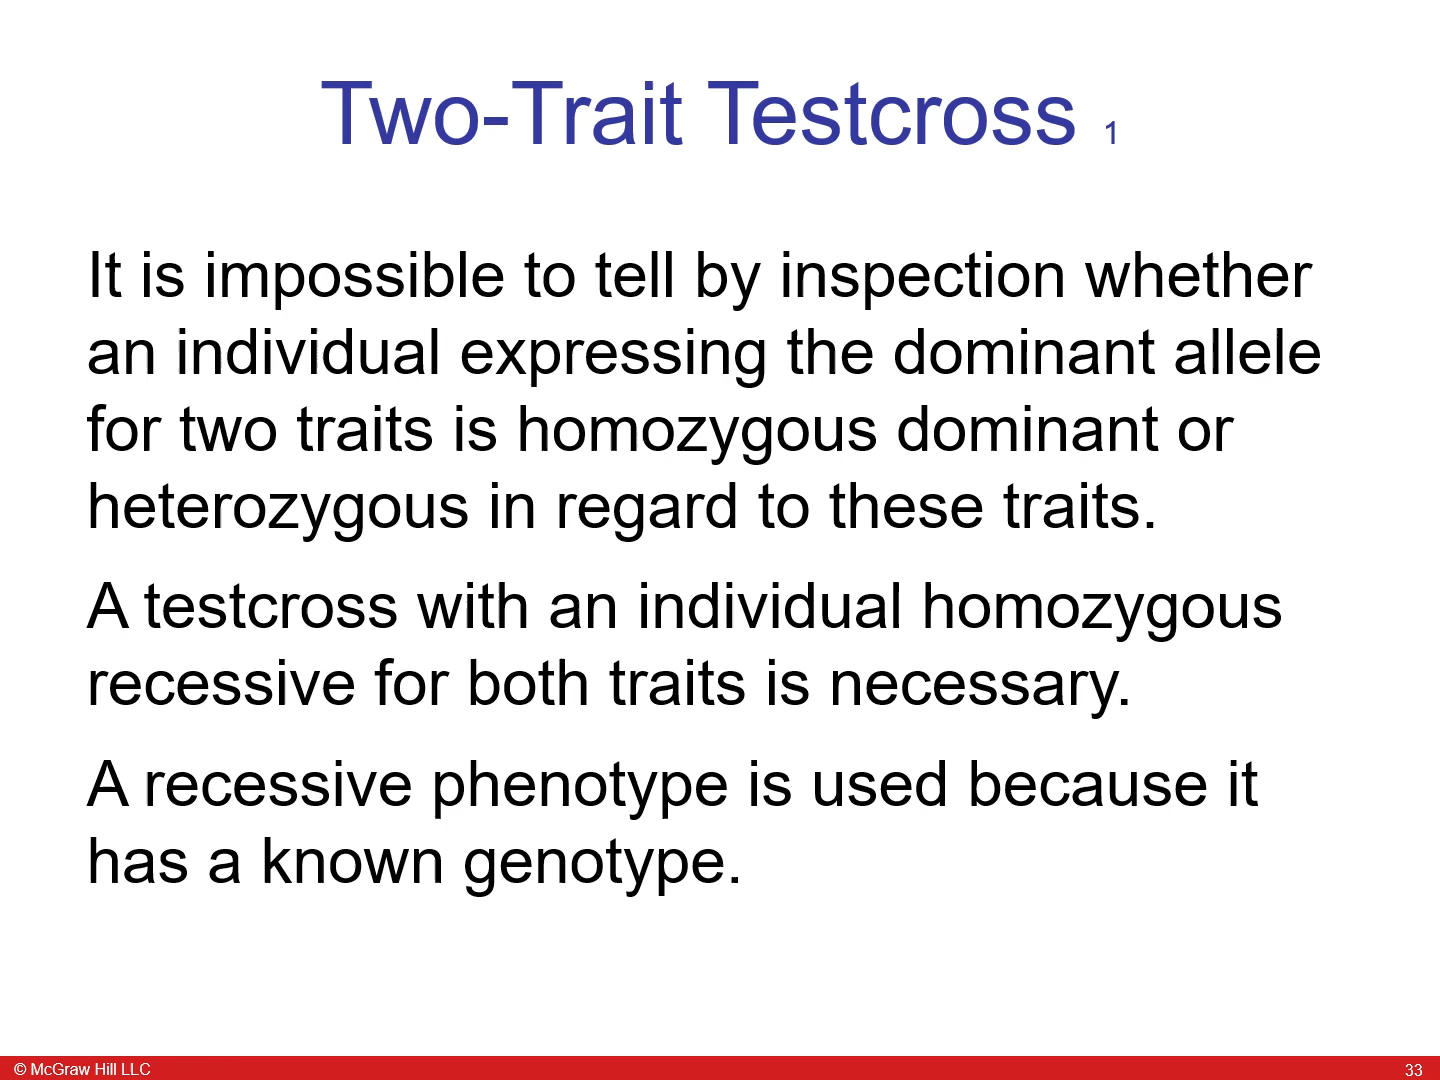 Two-Trait Testcross 1
It is impossible to tell by inspection whether
an individual expressing the dominant allele
for two traits is homozygous dominant or
heterozygous in regard to these traits.
A testcross with an individual homozygous
recessive for both traits is necessary.
A recessive phenotype is used because it
has a known genotype.
© McGraw Hill LLC
33